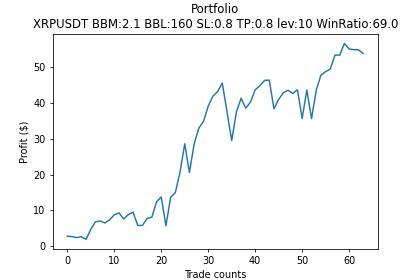 Portfolio
XRPUSDT BBM:2.1 BBL:160 SL:0.8 TP:0.8 lev:10 WinRatio:69.0
Profit ($)
50
40
30
20
10
0
0 10 20 30 40 50 60
Trade counts